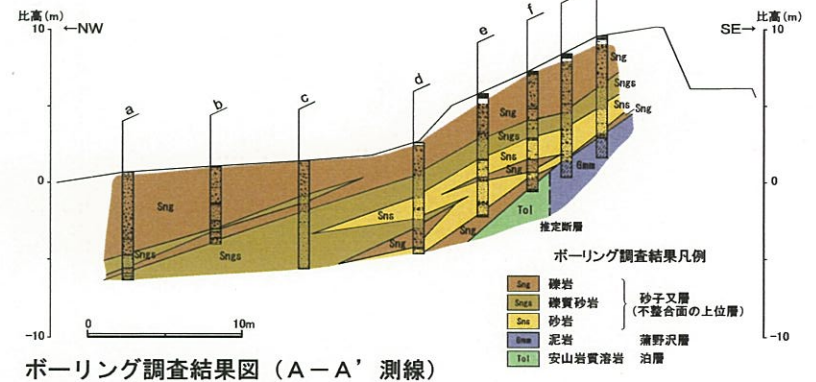 比高(m)
10
←NW
SE→
比高(m)
10
a
b
c
d
e
f
Sng
Sngs
Sns
Sng
Sng
Sngs
Sns
Sng
0
0
Sng
Sngs
Sngs
Sns
Sng
Sng
Tol
Gmm
推定断層
-10
-10
0
10m
ボーリング調査結果凡例
Sng 礫岩
Sngs 礫質砂岩
Sns 砂岩
砂子又層
(不整合面の上位層)
Gmm 泥岩 蒲野沢層
Tol 安山岩質溶岩 泊層
ボーリング調査結果図(A-A’測線)